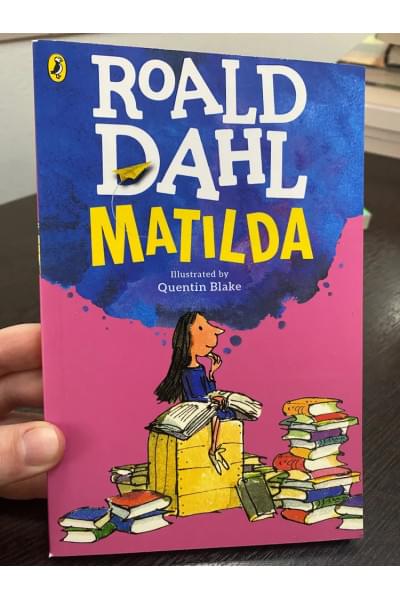 ROALD
DAHL
MATILDA
Illustrated by
Quentin Blake